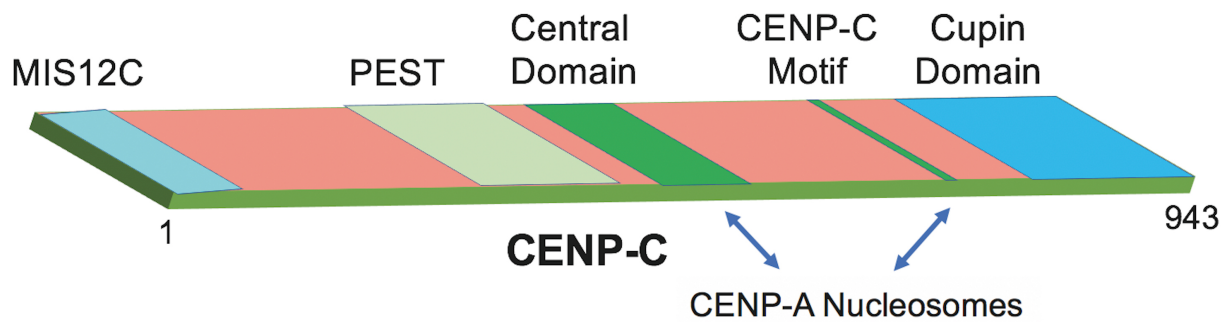 MIS12C
PEST
Central
Domain
CENP-C
Motif
Cupin
Domain
1
943
CENP-C
CENP-A Nucleosomes